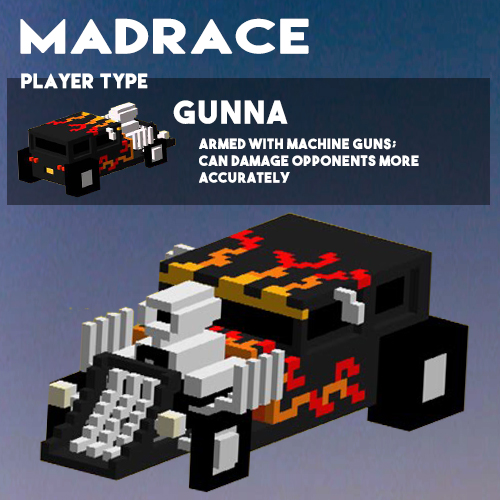 MADRACE
PLAYER TYPE
GUNNA
ARMED WITH MACHINE GUNS;
CAN DAMAGE OPPONENTS MORE
ACCURATELY